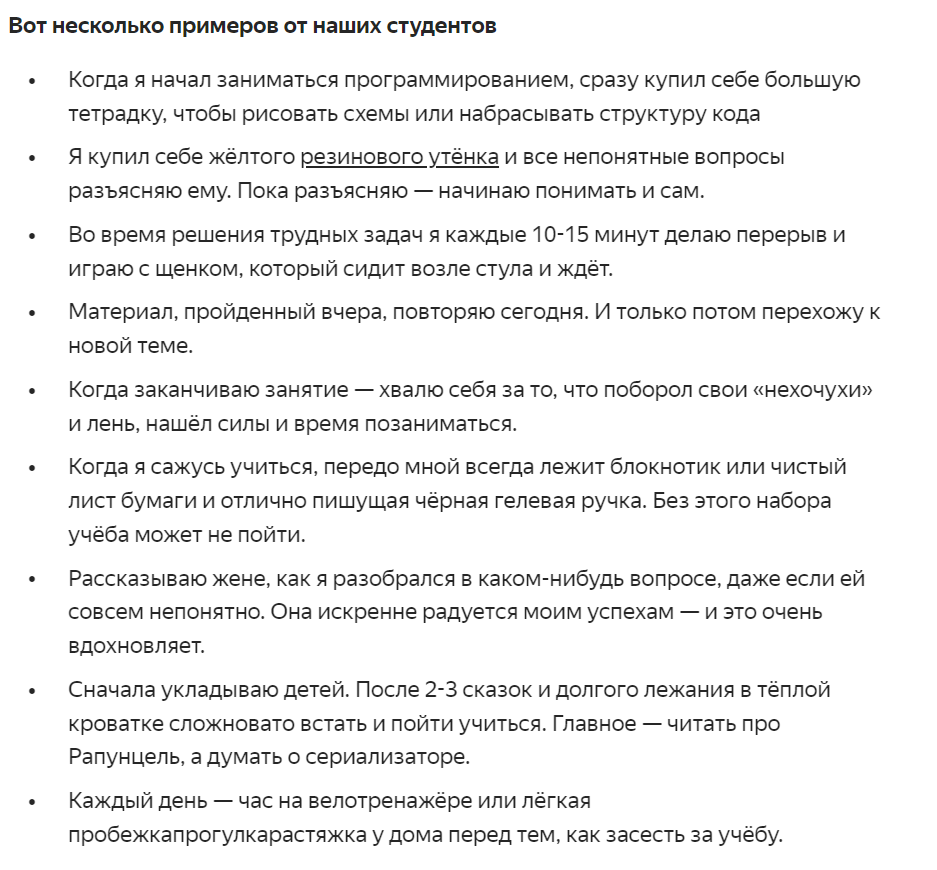 Вот несколько примеров от наших студентов
• Когда я начал заниматься программированием, сразу купил себе большую
тетрадку, чтобы рисовать схемы или набрасывать структуру кода
• Я купил себе жёлтого резинового утёнка и все непонятные вопросы
разъясняю ему. Пока разъясняю — начинаю понимать и сам.
• Во время решения трудных задач я каждые 10-15 минут делаю перерыв и
играю с щенком, который сидит возле стула и ждёт.
• Материал, пройденный вчера, повторяю сегодня. И только потом перехожу к
новой теме.
• Когда заканчиваю занятие — хвалю себя за то, что поборол свои «нехочухи»
и лень, нашёл силы и время позаниматься.
• Когда я сажусь учиться, передо мной всегда лежит блокнотик или чистый
лист бумаги и отлично пишущая чёрная гелевая ручка. Без этого набора
учёба может не пойти.
• Рассказываю жене, как я разобрался в каком-нибудь вопросе, даже если ей
совсем непонятно. Она искренне радуется моим успехам — и это очень
вдохновляет.
• Сначала укладываю детей. После 2-3 сказок и долгого лежания в тёплой
кроватке сложновато встать и пойти учиться. Главное — читать про
Рапунцель, а думать о сериализаторе.
• Каждый день — час на велотренажёре или лёгкая
пробежкапрогулкарастяжка у дома перед тем, как засесть за учёбу.